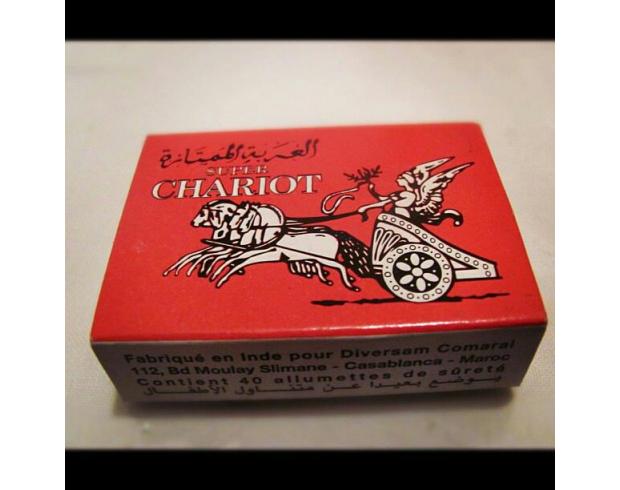 العربة الممتازة
SUPER
CHARIOT
Fabriqué en Inde pour Diversam Comaral
112, Bd Moulay Slimane - Casablanca - Maroc
Contient 40 allumettes de sûreté
يوضع بعيدا عن متناول الأطفال